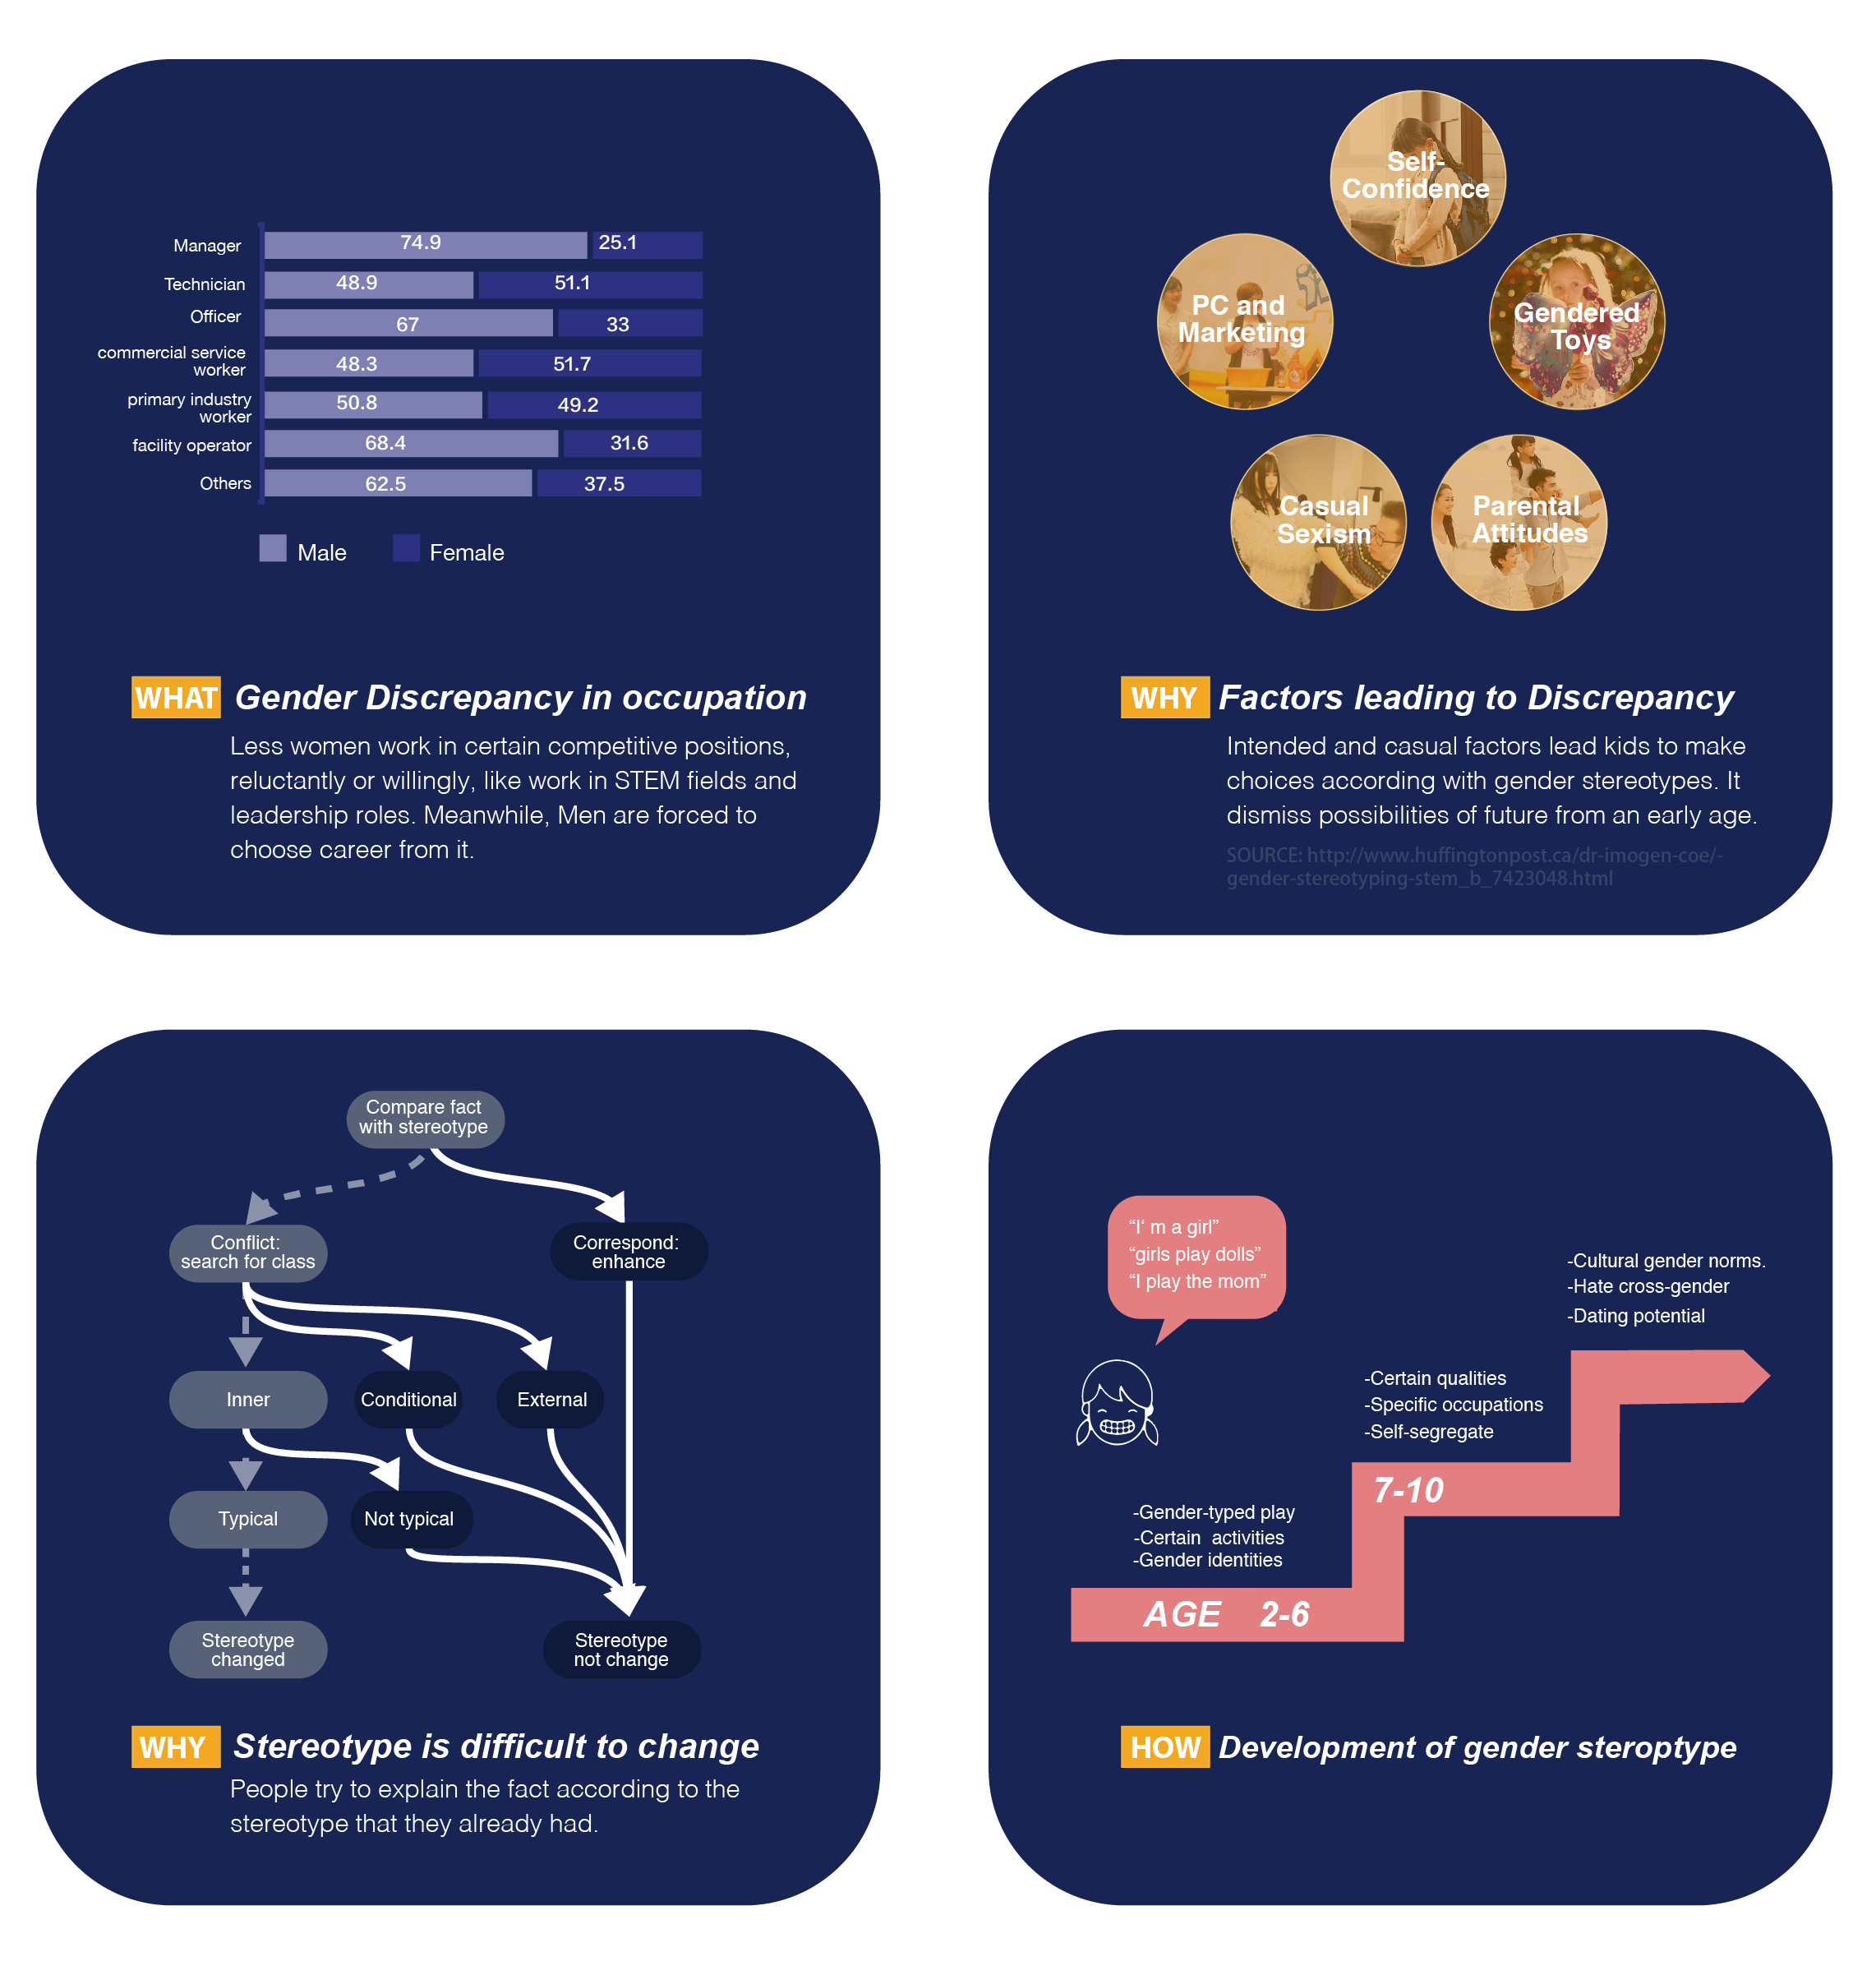 Manager
74.9
25.1
Technician
48.9
51.1
Officer
67
33
commercial service
worker
48.3
51.7
primary industry
worker
50.8
49.2
facility operator
68.4
31.6
Others
62.5
37.5
Male
Female
WHAT Gender Discrepancy in occupation
Less women work in certain competitive positions,
reluctantly or willingly, like work in STEM fields and
leadership roles. Meanwhile, Men are forced to
choose career from it.
Self-
Confidence
PC and
Marketing
Gendered
Toys
Casual
Sexism
Parental
Attitudes
WHY Factors leading to Discrepancy
Intended and casual factors lead kids to make
choices according with gender stereotypes. It
dismiss possibilities of future from an early age.
SOURCE: http://www.huffingtonpost.ca/dr-imogen-coe/-
gender-stereotyping-stem_b_7423048.html
Compare fact
with stereotype
Conflict:
search for class
Correspond:
enhance
Inner
Conditional
External
Typical
Not typical
Stereotype
changed
Stereotype
not change
WHY Stereotype is difficult to change
People try to explain the fact according to the
stereotype that they already had.
“I‘ m a girl”
“girls play dolls”
“I play the mom”
-Cultural gender norms.
-Hate cross-gender
-Dating potential
-Certain qualities
-Specific occupations
-Self-segregate
7-10
-Gender-typed play
-Certain activities
-Gender identities
AGE 2-6
HOW Development of gender steroptype